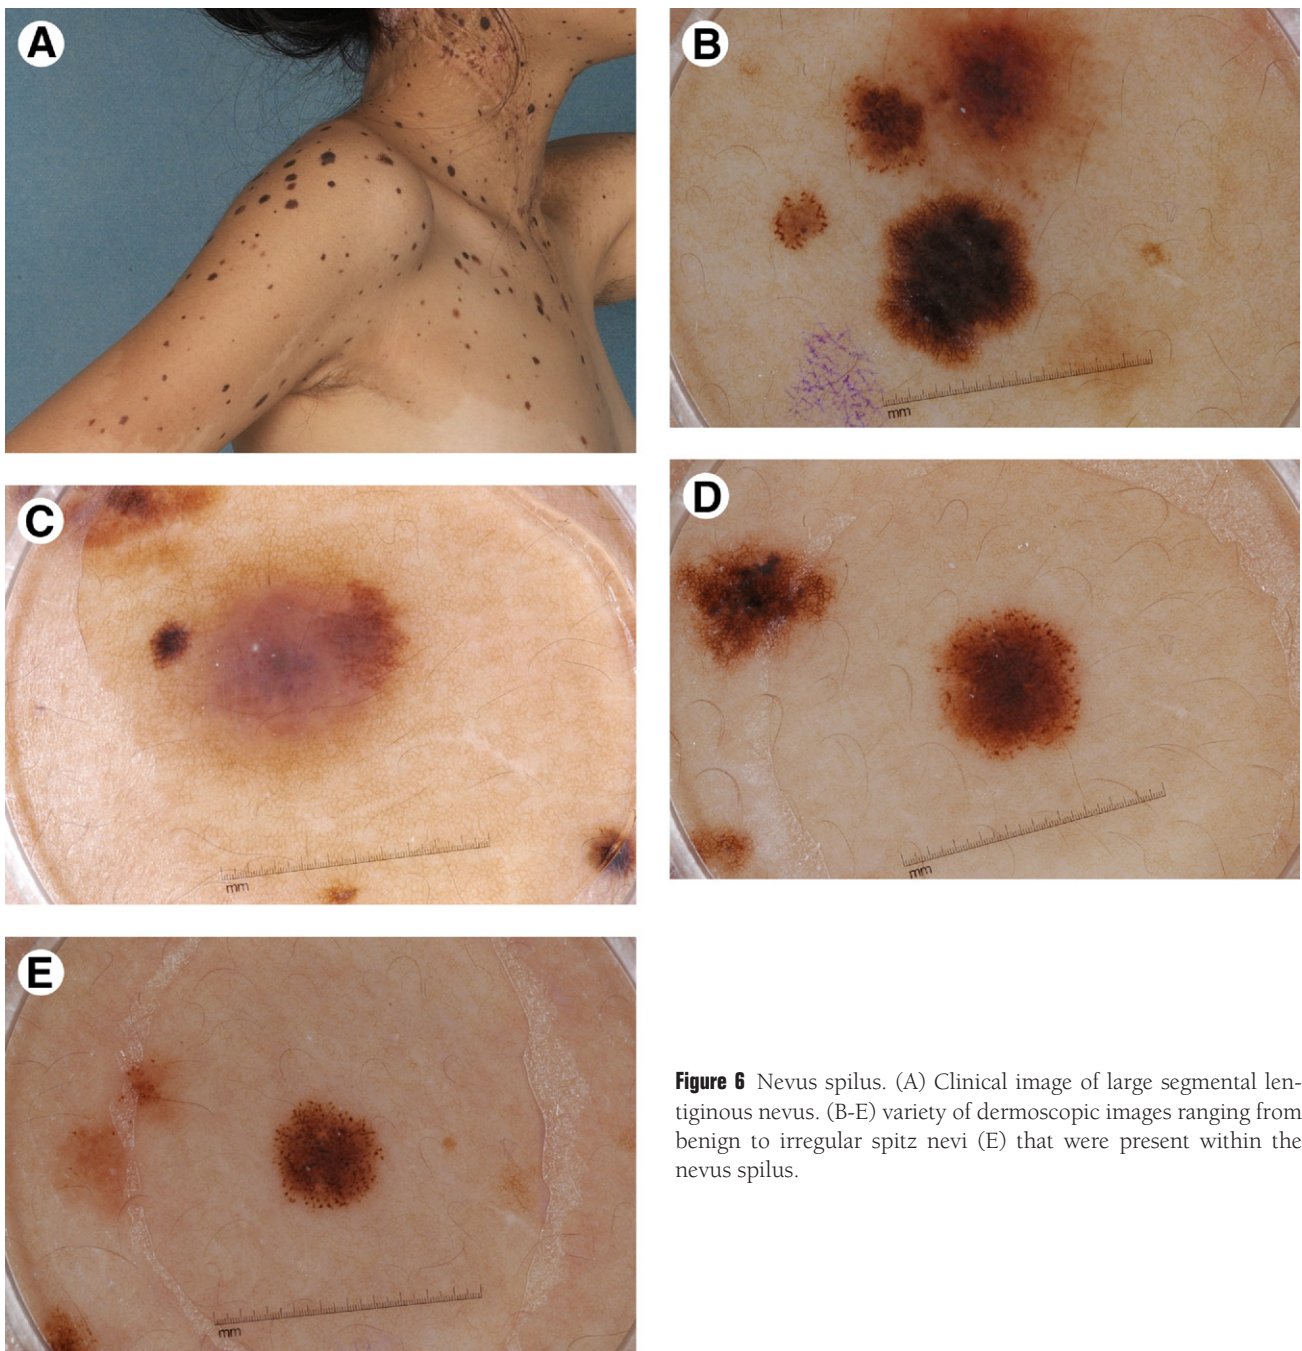 A
B
C
D
E
mm
mm
mm
mm
Figure 6 Nevus spilus. (A) Clinical image of large segmental len-
tiginous nevus. (B-E) variety of dermoscopic images ranging from
benign to irregular spitz nevi (E) that were present within the
nevus spilus.